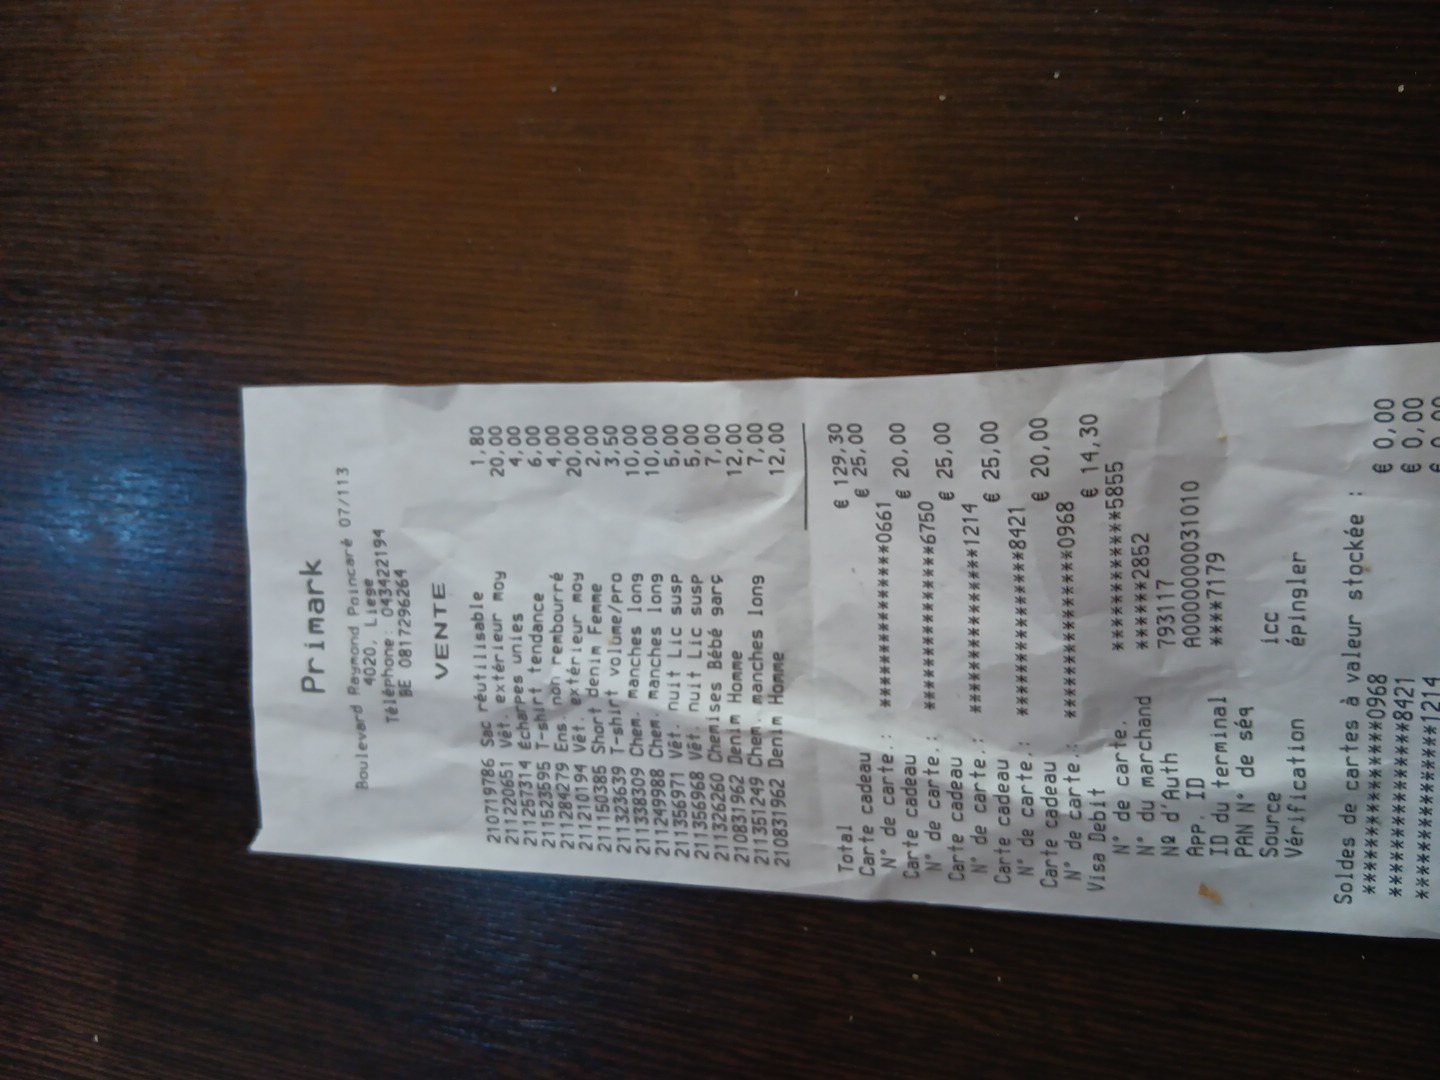 Primark
Boulevard Raymond Poincaré 07/113
4020, Liege
Téléphone: 043422194
BE 0817296264
VENTE
210719786 Sac réutilisable 1,80
211220651 Vêt. extérieur moy 20,00
211267314 Écharpes unies 4,00
211523595 T-shirt tendance 6,00
211284279 Ens. non rembourré 4,00
211210194 Vêt. extérieur moy 20,00
211150385 Short denim Femme 2,00
211323639 T-shirt volume/pro 3,50
211338309 Chem. manches long 10,00
211249988 Chem. manches long 10,00
211356971 Vêt. nuit Lic susp 5,00
211356968 Vêt. nuit Lic susp 5,00
211326260 Chemises Bébé garç 7,00
210831962 Denim Homme 12,00
211351249 Chem. manches long 7,00
210831962 Denim Homme 12,00
Total € 129,30
Carte cadeau € 25,00
N° de carte.: ***************0661
Carte cadeau € 20,00
N° de carte.: ***************6750
Carte cadeau € 25,00
N° de carte.: ***************1214
Carte cadeau € 25,00
N° de carte.: ***************8421
Carte cadeau € 20,00
N° de carte.: ***************0968
Visa Debit € 14,30
N° de carte. ************5855
N° du marchand *****2852
Nº d'Auth 793117
App. ID A0000000031010
ID du terminal ****7179
PAN N° de séq
Source icc
Vérification épingler
Soldes de cartes à valeur stockée :
***************0968 € 0,00
***************8421 € 0,00
***************1214 € 0,00